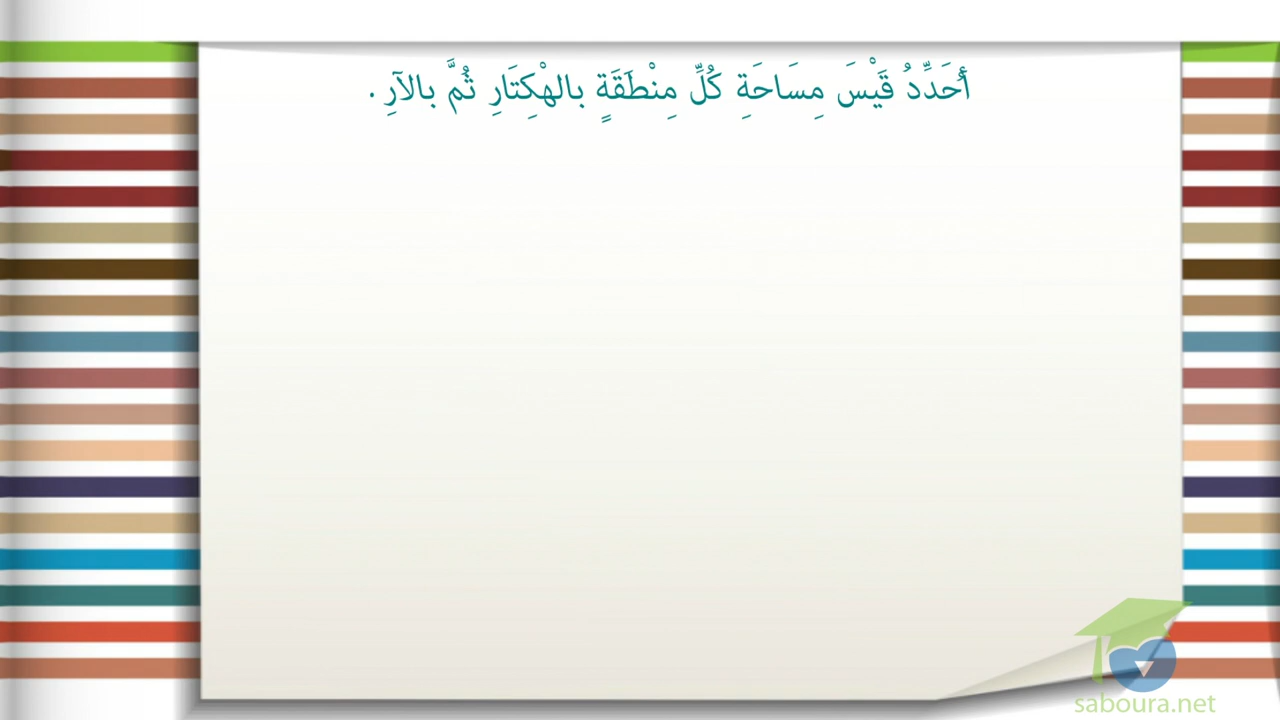 أُحَدِّدُ قَيْسَ مِسَاحَةِ كُلِّ مِنْطَقَةٍ بالهْكِتَارِ ثُمَّ بالآرِ .
saboura.net